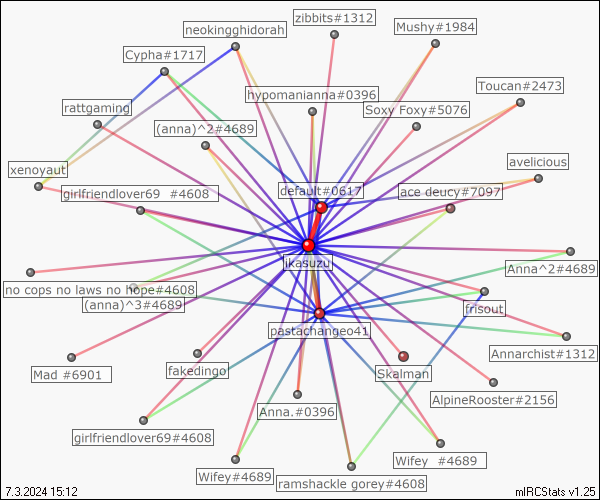 zibbits#1312
neokingghidorah
Mushy#1984
Cypha#1717
Toucan#2473
hypomanianna#0396
rattgaming
Soxy Foxy#5076
(anna)^2#4689
avelicious
xenoyaut
default#0617
ace deucy#7097
girlfriendlover69 #4608
ikasuzu
Anna^2#4689
no cops no laws no hope#4608
(anna)^3#4689
frisout
pastachangeo41
Annarchist#1312
Mad #6901
fakedingo
Skalman
AlpineRooster#2156
Anna.#0396
girlfriendlover69#4608
Wifey #4689
Wifey#4689
ramshackle gorey#4608
7.3.2024 15:12
mIRCStats v1.25